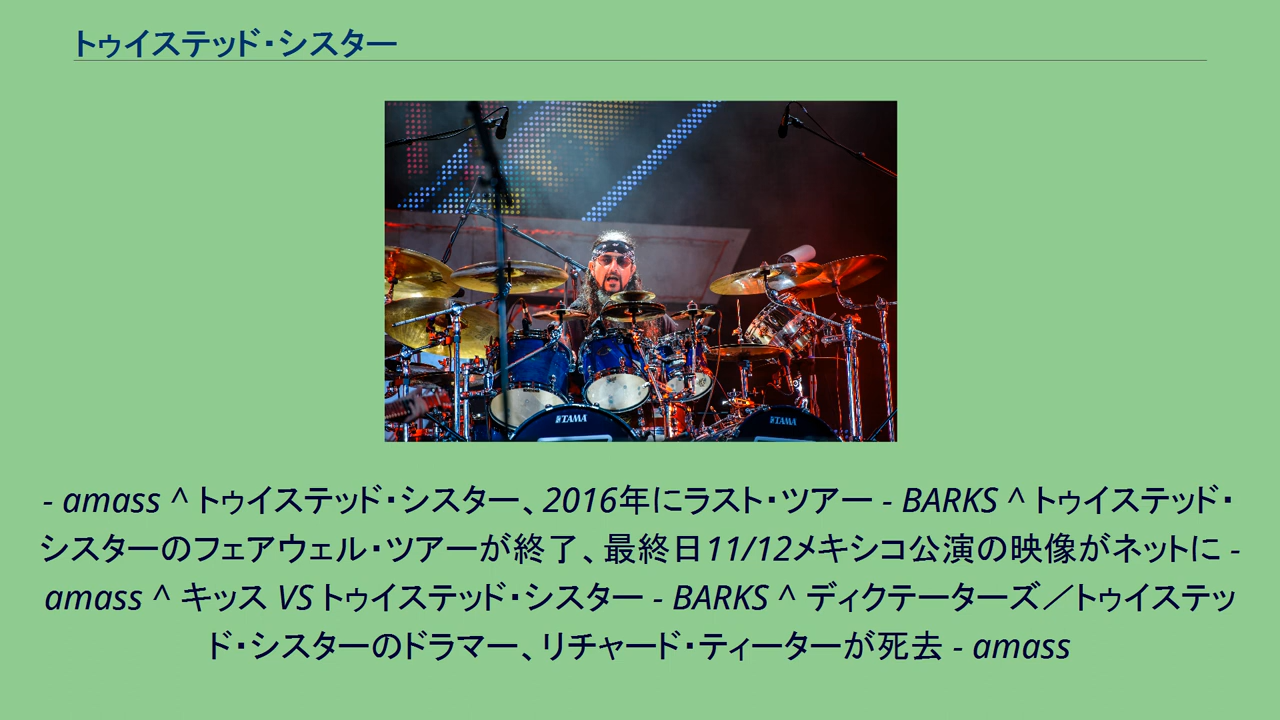 トゥイステッド・シスター
TAMA
TAMA
- amass ^ トゥイステッド・シスター、2016年にラスト・ツアー - BARKS ^ トゥイステッド・
シスターのフェアウェル・ツアーが終了、最終日11/12メキシコ公演の映像がネットに -
amass ^ キッス VS トゥイステッド・シスター - BARKS ^ ディクテーターズ／トゥイステッ
ド・シスターのドラマー、リチャード・ティーターが死去 - amass